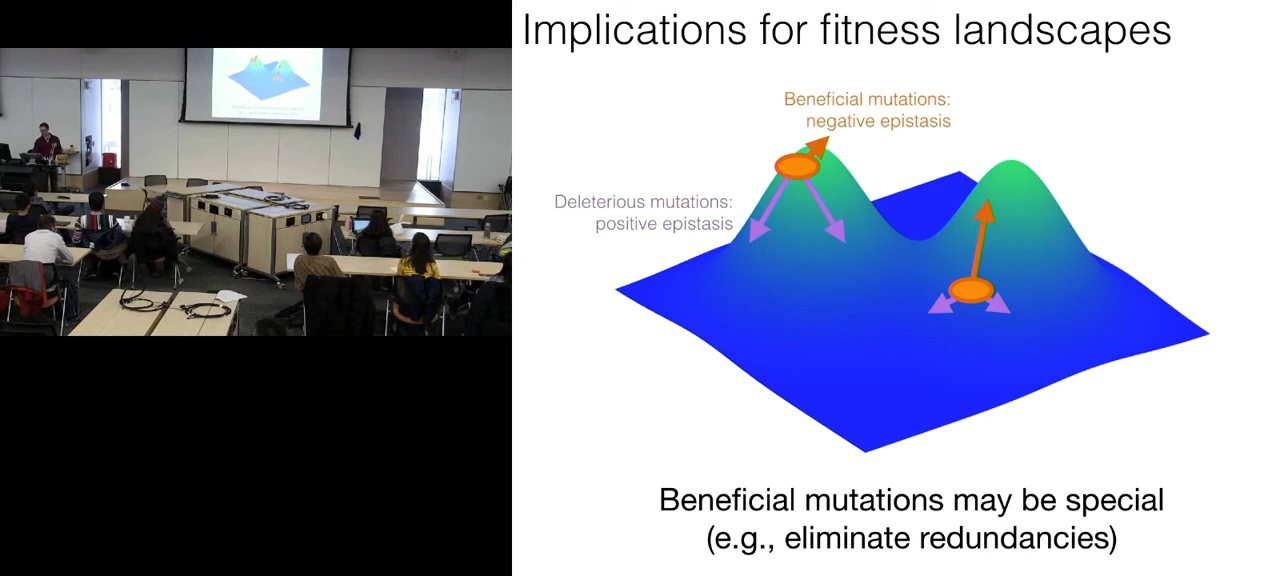 Implications for fitness landscapes
Beneficial mutations:
negative epistasis
Deleterious mutations:
positive epistasis
Beneficial mutations may be special
(e.g., eliminate redundancies)